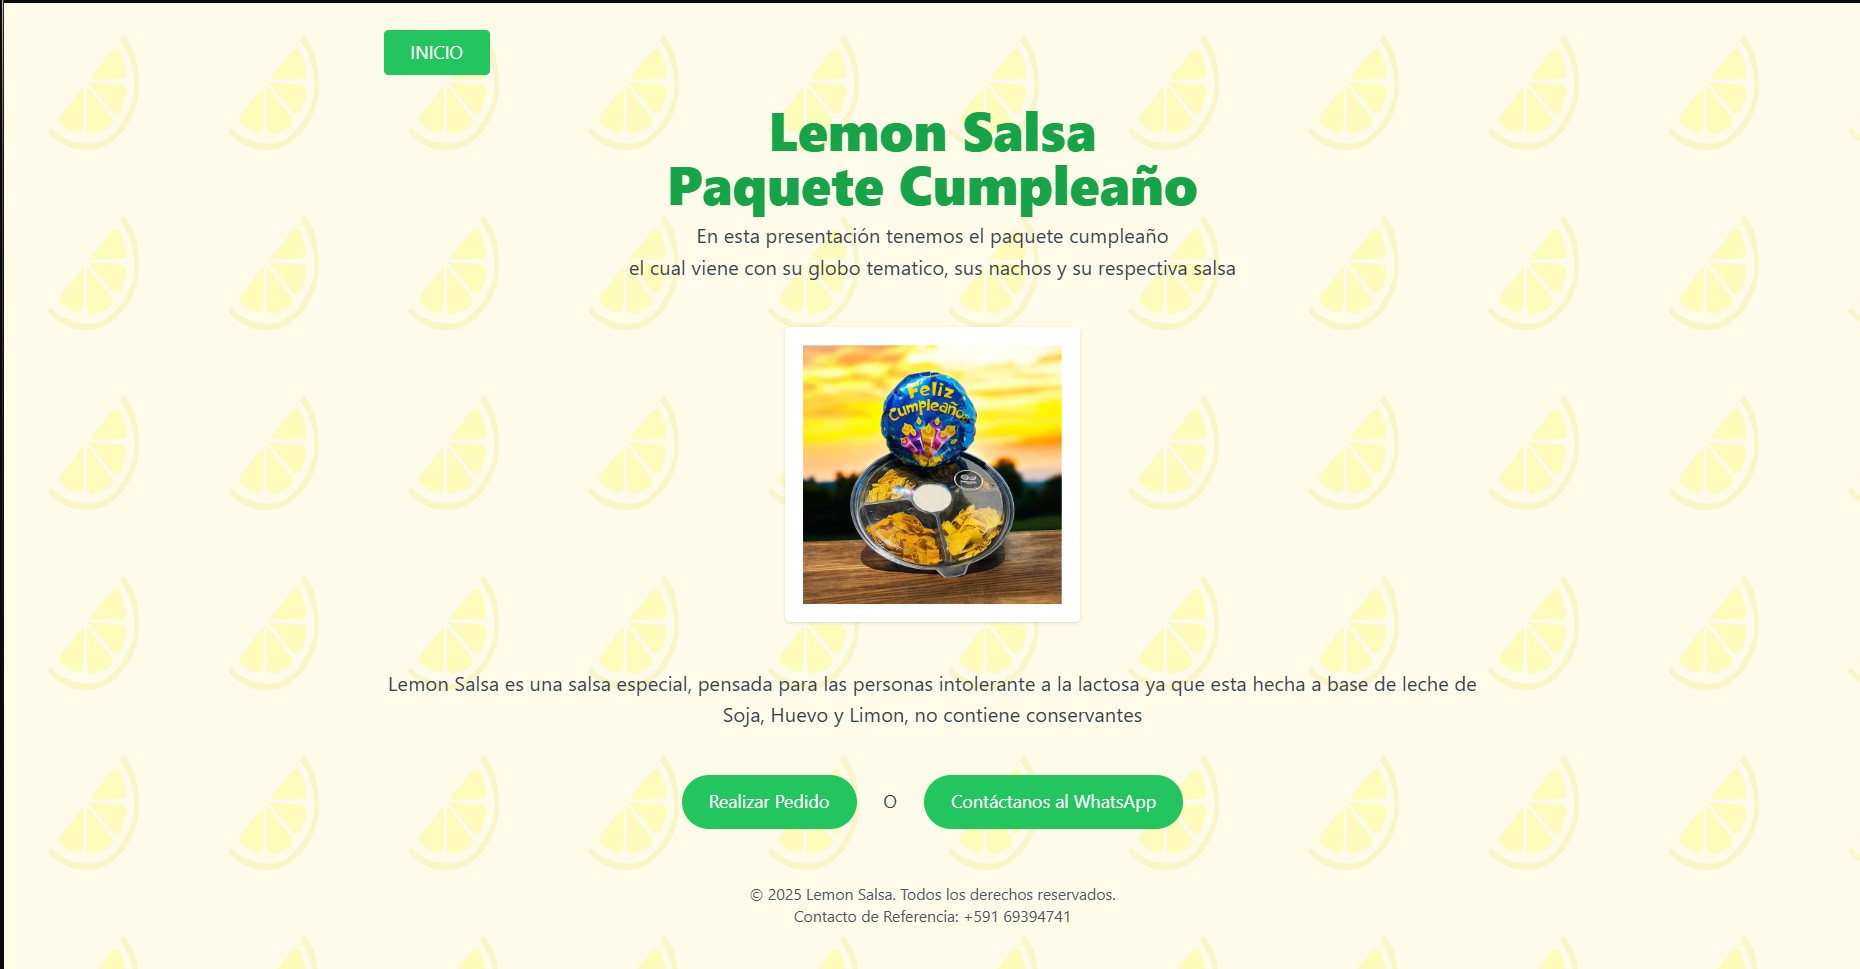 INICIO
Lemon Salsa
Paquete Cumpleaño
En esta presentación tenemos el paquete cumpleaño
el cual viene con su globo tematico, sus nachos y su respectiva salsa
Feliz
Cumpleaños
Lemon Salsa es una salsa especial, pensada para las personas intolerante a la lactosa ya que esta hecha a base de leche de
Soja, Huevo y Limon, no contiene conservantes
Realizar Pedido
O
Contáctanos al WhatsApp
© 2025 Lemon Salsa. Todos los derechos reservados.
Contacto de Referencia: +591 69394741